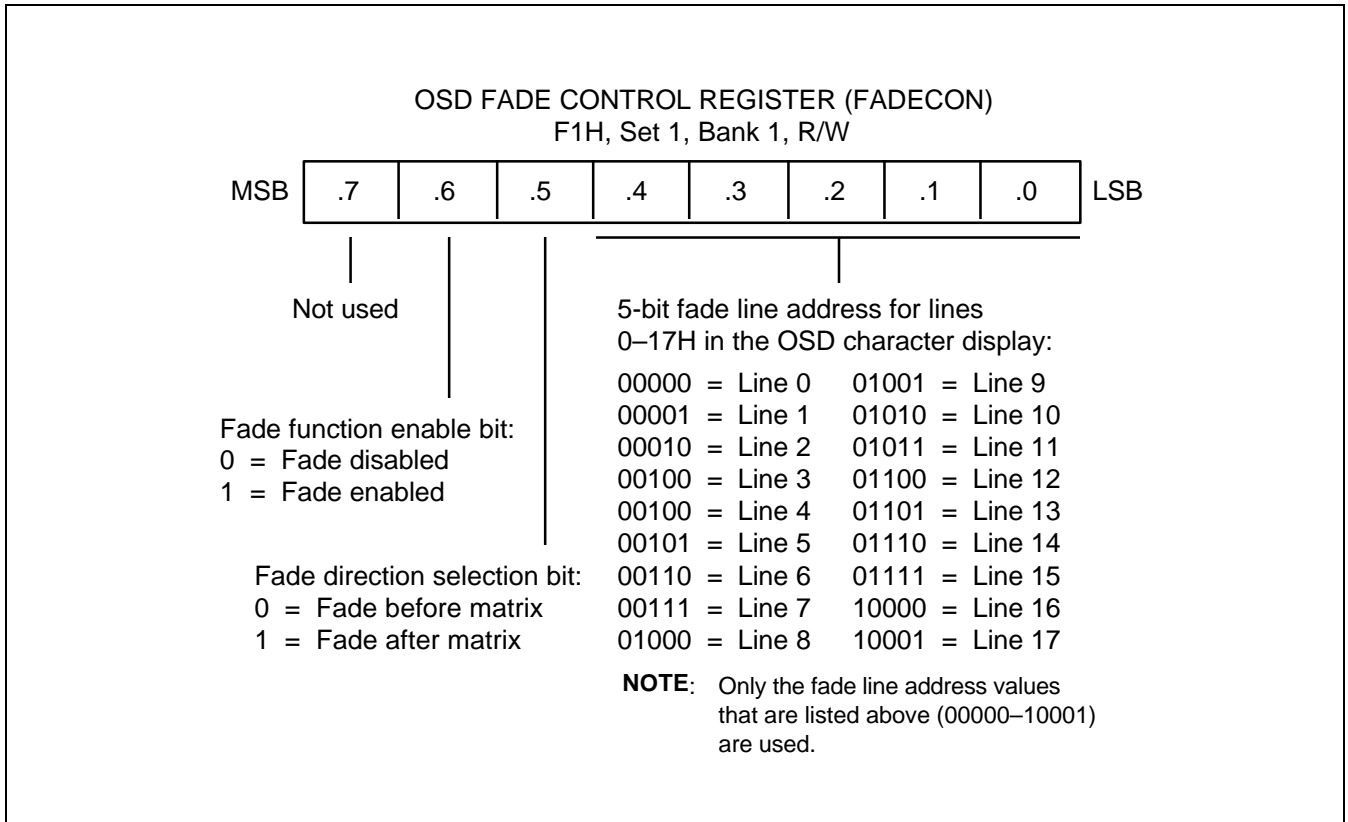 OSD FADE CONTROL REGISTER (FADECON)
F1H, Set 1, Bank 1, R/W
MSB .7 .6 .5 .4 .3 .2 .1 .0 LSB
Not used
Fade function enable bit:
0 = Fade disabled
1 = Fade enabled
Fade direction selection bit:
0 = Fade before matrix
1 = Fade after matrix
5-bit fade line address for lines
0–17H in the OSD character display:
00000 = Line 0 01001 = Line 9
00001 = Line 1 01010 = Line 10
00010 = Line 2 01011 = Line 11
00100 = Line 3 01100 = Line 12
00100 = Line 4 01101 = Line 13
00101 = Line 5 01110 = Line 14
00110 = Line 6 01111 = Line 15
00111 = Line 7 10000 = Line 16
01000 = Line 8 10001 = Line 17
NOTE: Only the fade line address values
that are listed above (00000–10001)
are used.